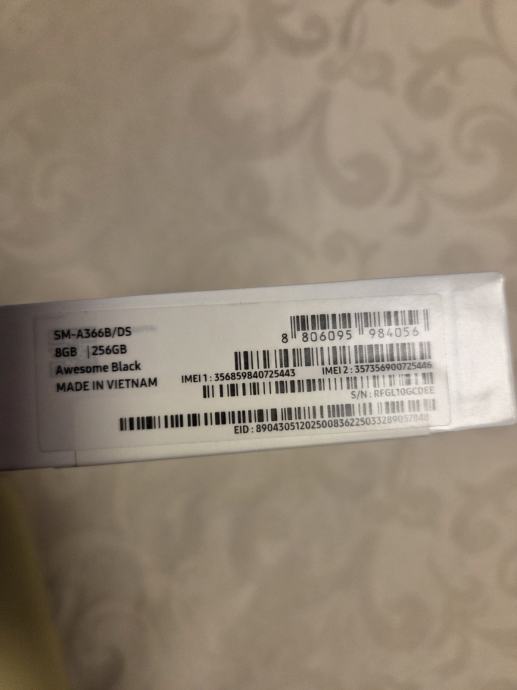 SM-A366B/DS
8GB | 256GB
Awesome Black
MADE IN VIETNAM
8 806095 984056
IMEI 1 : 356859840725443
IMEI 2 : 357356900725446
S/N : RFGL10GCDEE
EID :